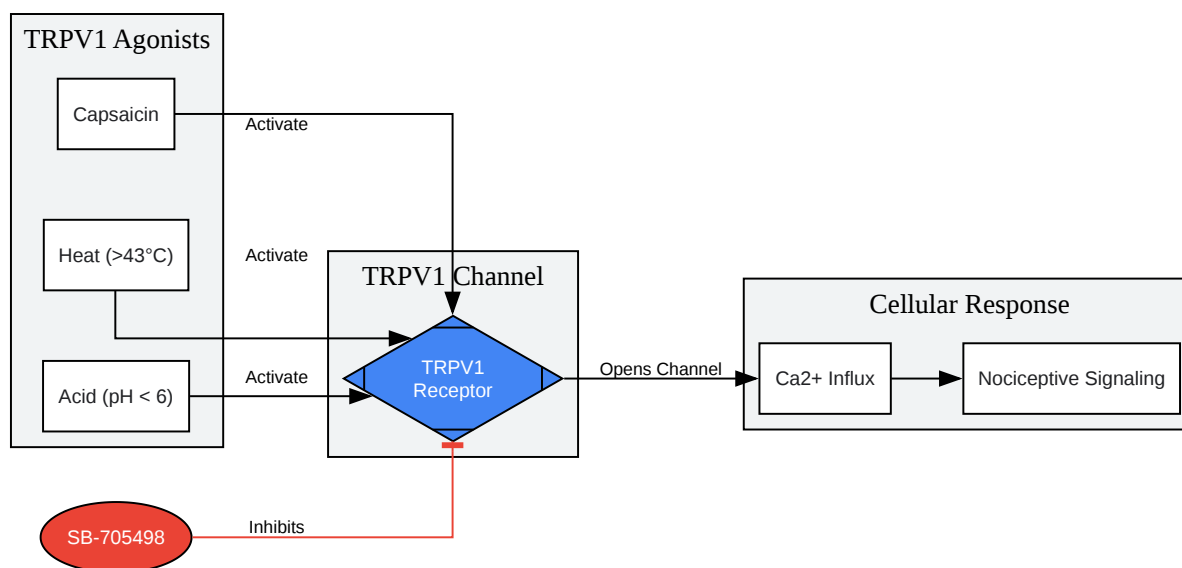 TRPV1 Agonists
Capsaicin
Activate
Heat (>43°C)
Activate
TRPV1 Channel
Cellular Response
TRPV1
Receptor
Opens Channel
Ca2+ Influx
Nociceptive Signaling
Acid (pH < 6)
Activate
SB-705498
Inhibits